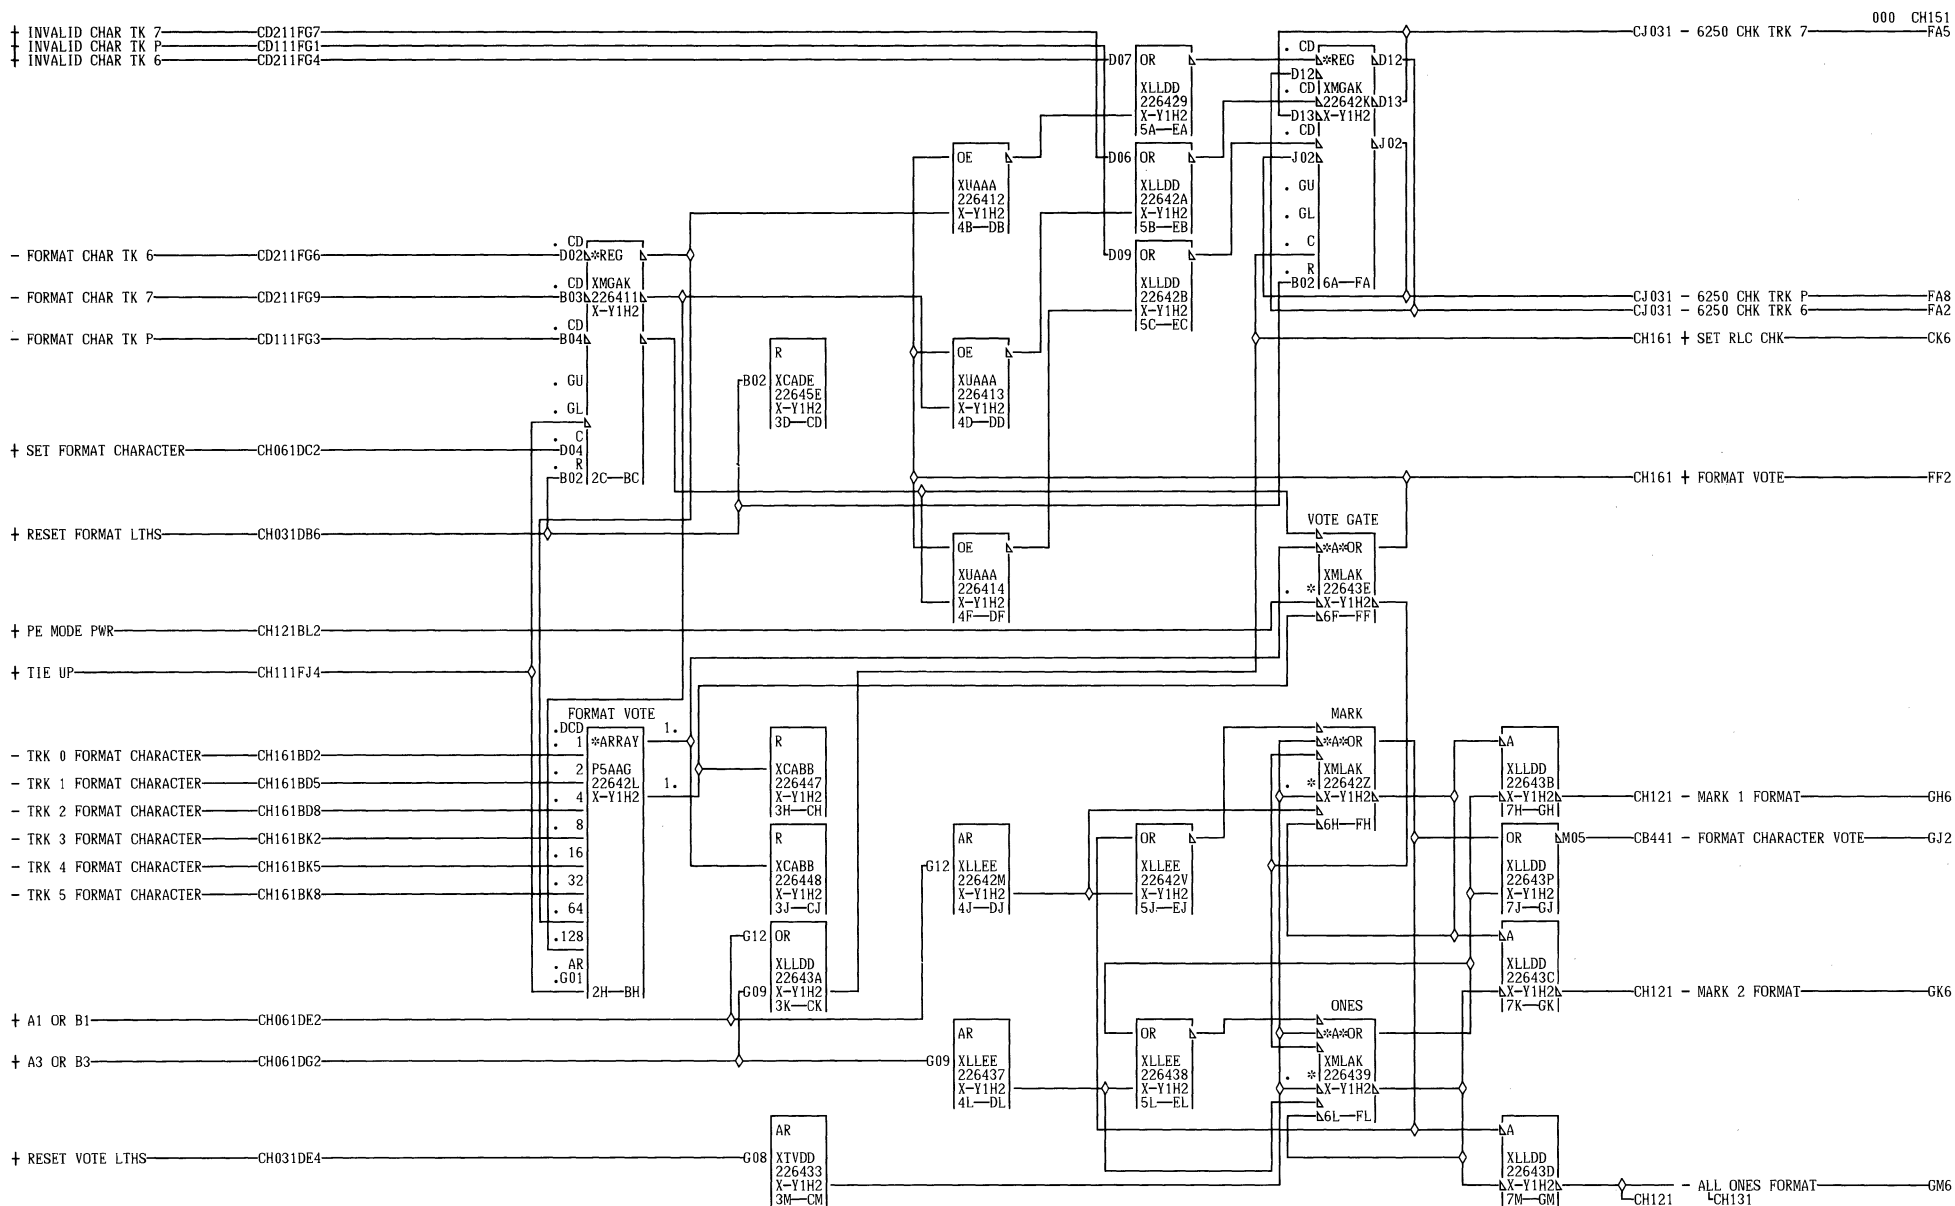 000 CH151
+ INVALID CHAR TK 7 CD211FG7
+ INVALID CHAR TK P CD111FG1
+ INVALID CHAR TK 6 CD211FG4
CJ031 - 6250 CHK TRK 7 FA5
D07 OR
XLLDD
226429
X-Y1H2
5A EA
. CD
*REG D12
D12
. CD XMGAK
22642K D13
D13 X-Y1H2
. CD
J02
J02
. GU
. GL
. C
. R
B02 6A FA
OE
XUAAA
226412
X-Y1H2
4B DB
D06 OR
XLLDD
22642A
X-Y1H2
5B EB
- FORMAT CHAR TK 6 CD211FG6
- FORMAT CHAR TK 7 CD211FG9
- FORMAT CHAR TK P CD111FG3
. CD
D02 *REG
. CD XMGAK
B03 226411
X-Y1H2
. CD
B04
. GU
. GL
. C
D04
. R
B02 2C BC
D09 OR
XLLDD
22642B
X-Y1H2
5C EC
CJ031 - 6250 CHK TRK P FA8
CJ031 - 6250 CHK TRK 6 FA2
CH161 + SET RLC CHK CK6
R
B02 XCADE
22645E
X-Y1H2
3D CD
OE
XUAAA
226413
X-Y1H2
4D DD
+ SET FORMAT CHARACTER CH061DC2
CH161 + FORMAT VOTE FF2
+ RESET FORMAT LTHS CH031DB6
OE
XUAAA
226414
X-Y1H2
4F DF
VOTE GATE
*A*OR
XMLAK
. * 22643E
X-Y1H2
6F FF
+ PE MODE PWR CH121BL2
+ TIE UP CH111FJ4
FORMAT VOTE
.DCD 1.
. 1 *ARRAY
. 2 P5AAG
22642L 1.
. 4 X-Y1H2
. 8
. 16
. 32
. 64
.128
. AR
.G01
2H BH
- TRK 0 FORMAT CHARACTER CH161BD2
- TRK 1 FORMAT CHARACTER CH161BD5
- TRK 2 FORMAT CHARACTER CH161BD8
- TRK 3 FORMAT CHARACTER CH161BK2
- TRK 4 FORMAT CHARACTER CH161BK5
- TRK 5 FORMAT CHARACTER CH161BK8
R
XCABB
226447
X-Y1H2
3H CH
R
XCABB
226448
X-Y1H2
3J CJ
G12 OR
XLLDD
22643A
G09 X-Y1H2
3K CK
AR
G12 XLLEE
22642M
X-Y1H2
4J DJ
OR
XLLEE
22642V
X-Y1H2
5J EJ
MARK
*A*OR
XMLAK
. * 22642Z
X-Y1H2
6H FH
A
XLLDD
22643B
X-Y1H2 CH121 - MARK 1 FORMAT GH6
7H GH
OR M05 CB441 - FORMAT CHARACTER VOTE GJ2
XLLDD
22643P
X-Y1H2
7J GJ
A
XLLDD
22643C
X-Y1H2 CH121 - MARK 2 FORMAT GK6
7K GK
+ A1 OR B1 CH061DE2
+ A3 OR B3 CH061DG2
AR
G09 XLLEE
226437
X-Y1H2
4L DL
OR
XLLEE
226438
X-Y1H2
5L EL
ONES
*A*OR
XMLAK
. * 226439
X-Y1H2
6L FL
+ RESET VOTE LTHS CH031DE4
AR
G08 XTVDD
226433
X-Y1H2
3M CM
A
XLLDD
22643D
X-Y1H2 - ALL ONES FORMAT GM6
7M GM CH121 CH131